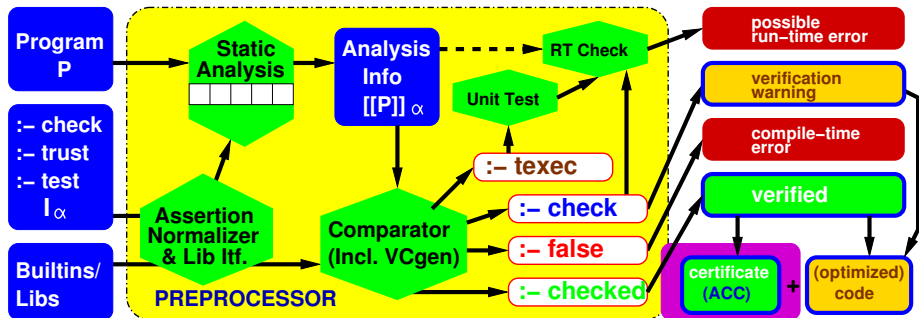 Program
P
:- check
:- trust
:- test
I α
Builtins/
Libs
Static
Analysis
Assertion
Normalizer
& Lib Itf.
PREPROCESSOR
Analysis
Info
[[P]] α
Comparator
(Incl. VCgen)
RT Check
Unit Test
:- texec
:- check
:- false
:- checked
possible
run-time error
verification
warning
compile-time
error
verified
certificate
(ACC)
+
(optimized)
code